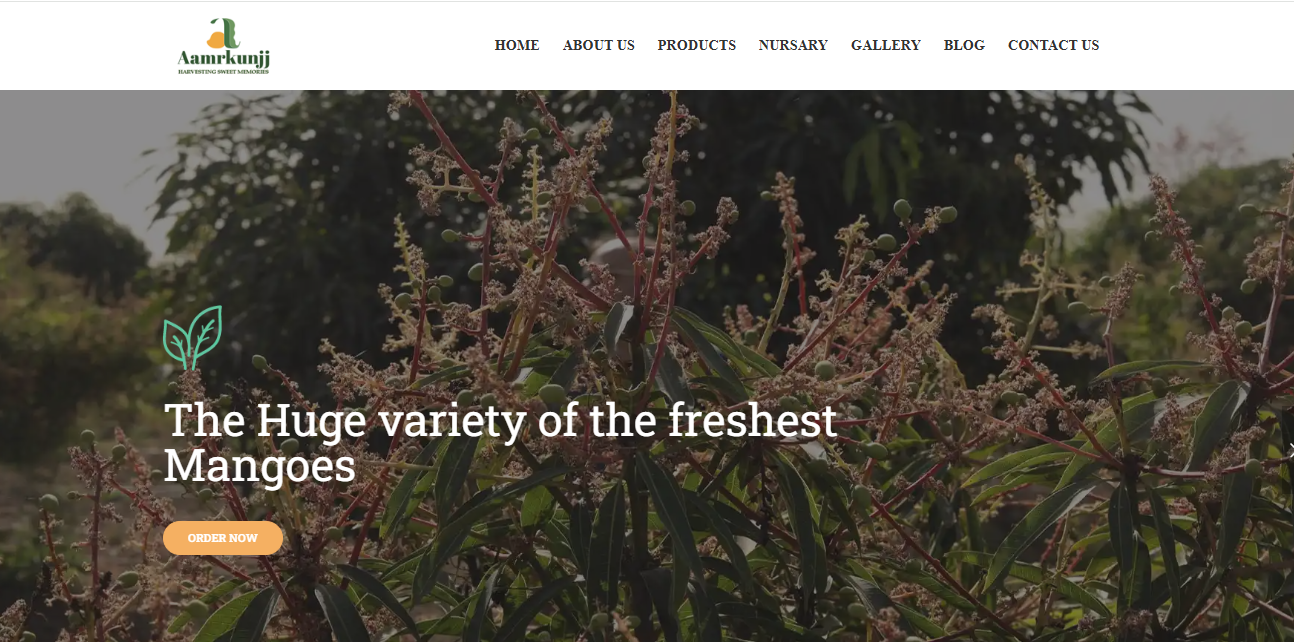 Aamrkunjj
HARVESTING SWEET MEMORIES
HOME ABOUT US PRODUCTS NURSARY GALLERY BLOG CONTACT US
The Huge variety of the freshest
Mangoes
ORDER NOW